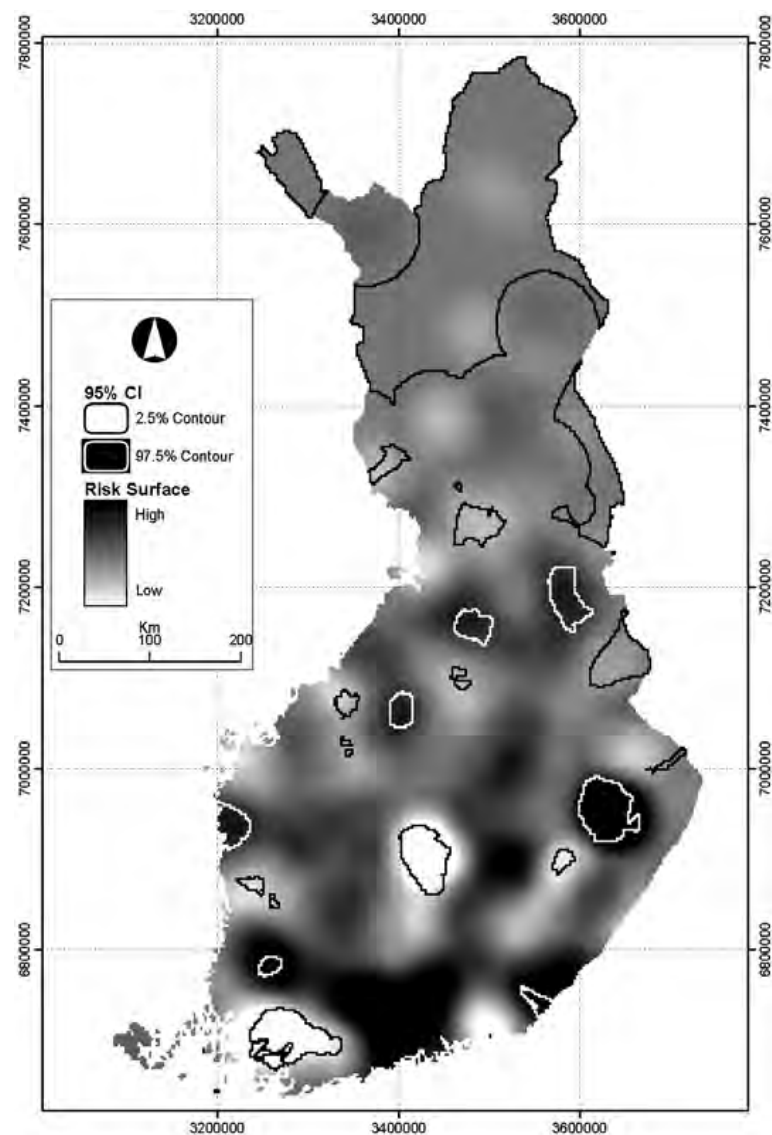 3200000 3400000 3600000
7800000 7800000
7600000 7600000
7400000 7400000
7200000 7200000
7000000 7000000
6800000 6800000
95% CI
2.5% Contour
97.5% Contour
Risk Surface
High
Low
Km
0 100 200
3200000 3400000 3600000